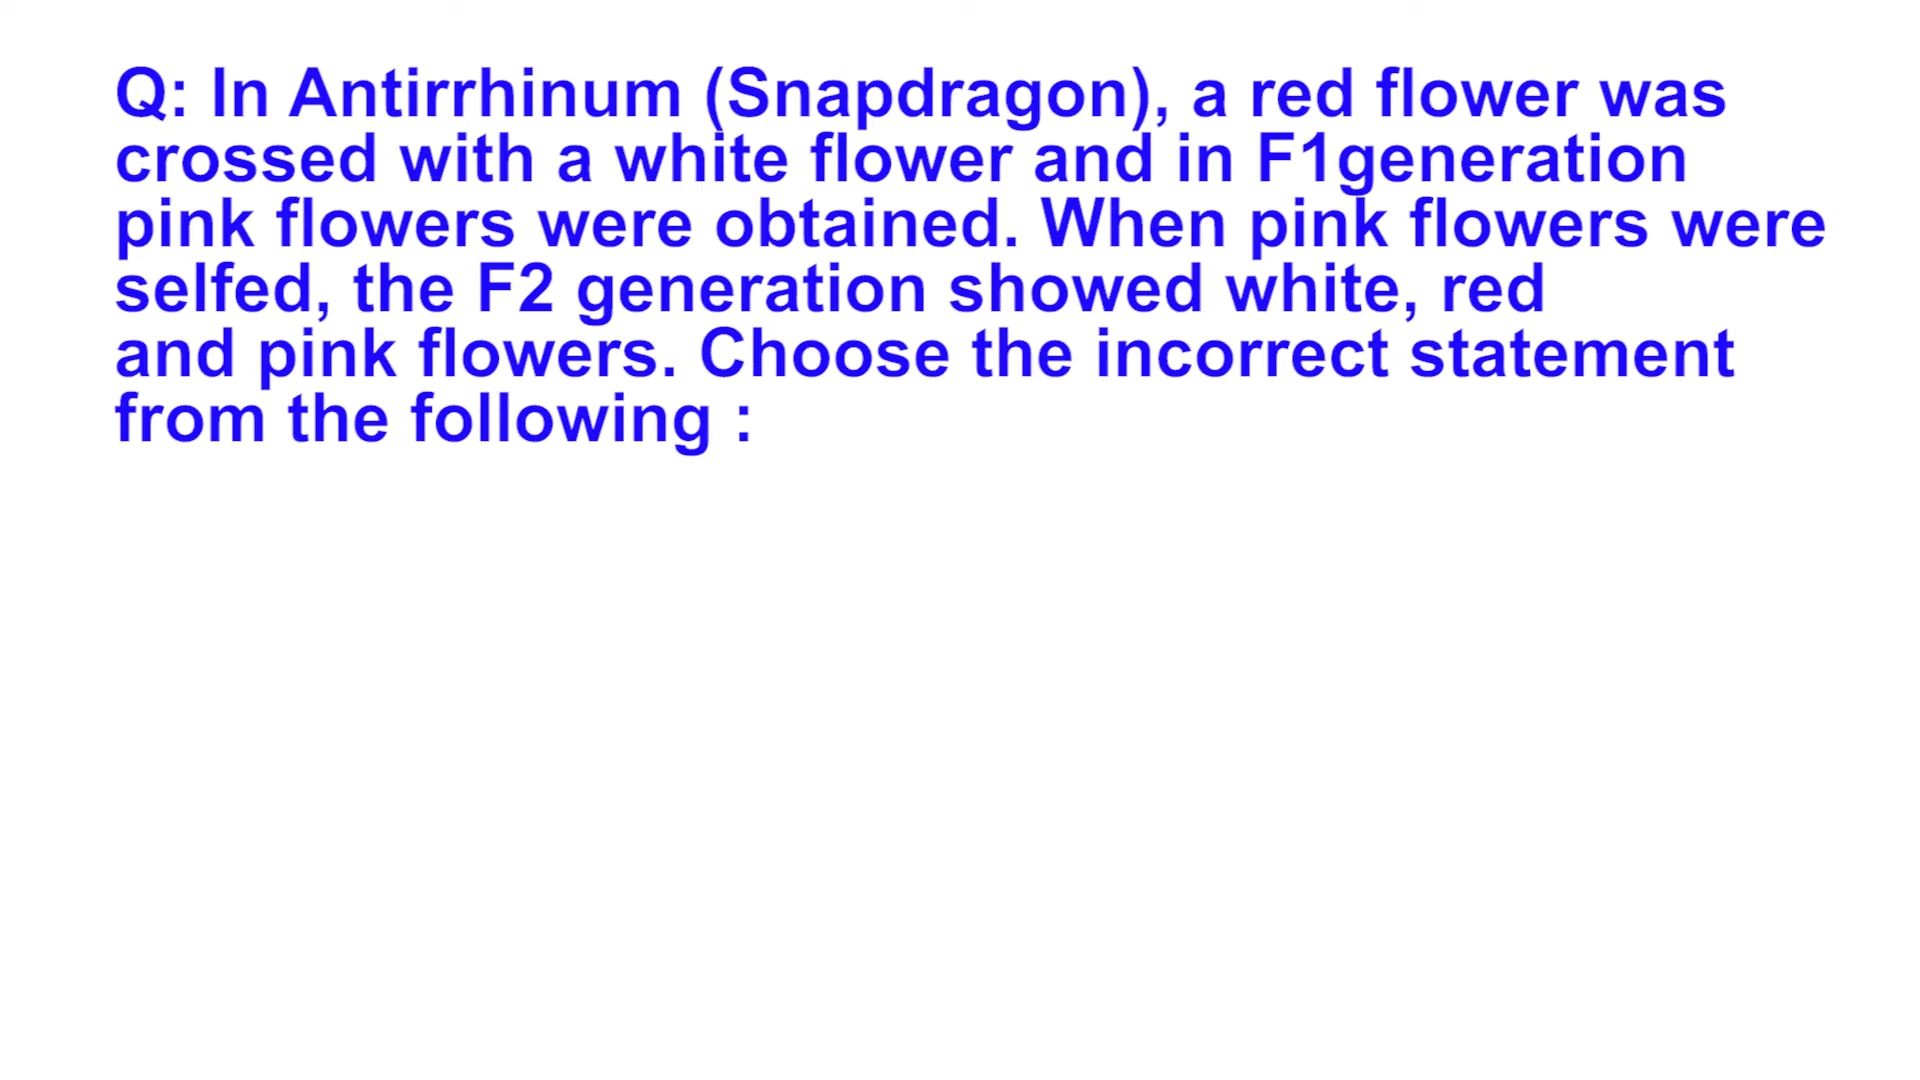 Q: In Antirrhinum (Snapdragon), a red flower was
crossed with a white flower and in F1generation
pink flowers were obtained. When pink flowers were
selfed, the F2 generation showed white, red
and pink flowers. Choose the incorrect statement
from the following :